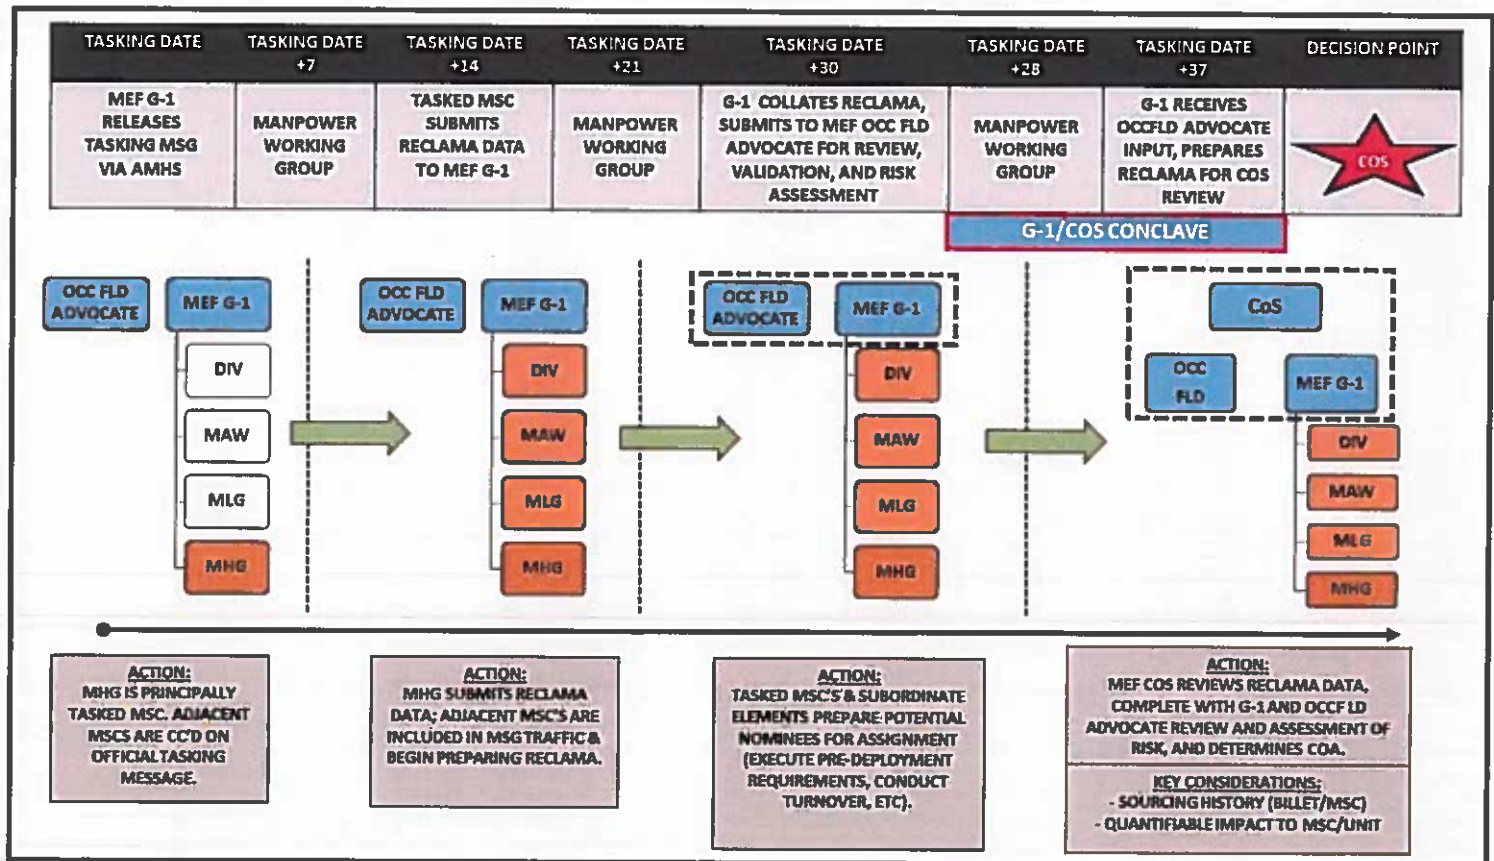 TASKING DATE
TASKING DATE
+7
TASKING DATE
+14
TASKING DATE
+21
TASKING DATE
+30
TASKING DATE
+28
TASKING DATE
+37
DECISION POINT
MEF G-1
RELEASES
TASKING MSG
VIA AMHS
MANPOWER
WORKING
GROUP
TASKED MSC
SUBMITS
RECLAMA DATA
TO MEF G-1
MANPOWER
WORKING
GROUP
G-1 COLLATES RECLAMA,
SUBMITS TO MEF OCC FLD
ADVOCATE FOR REVIEW,
VALIDATION, AND RISK
ASSESSMENT
MANPOWER
WORKING
GROUP
G-1 RECEIVES
OCCFLD ADVOCATE
INPUT, PREPARES
RECLAMA FOR COS
REVIEW
COS
G-1/COS CONCLAVE
OCC FLD
ADVOCATE
MEF G-1
DIV
MAW
MLG
MHG
OCC FLD
ADVOCATE
MEF G-1
DIV
MAW
MLG
MHG
OCC FLD
ADVOCATE
MEF G-1
DIV
MAW
MLG
MHG
CoS
OCC
FLD
MEF G-1
DIV
MAW
MLG
MHG
ACTION:
MHG IS PRINCIPALLY
TASKED MSC. ADJACENT
MSCS ARE CC'D ON
OFFICIAL TASKING
MESSAGE.
ACTION:
MHG SUBMITS RECLAMA
DATA; ADJACENT MSC'S ARE
INCLUDED IN MSG TRAFFIC &
BEGIN PREPARING RECLAMA.
ACTION:
TASKED MSC'S & SUBORDINATE
ELEMENTS PREPARE POTENTIAL
NOMINEES FOR ASSIGNMENT
(EXECUTE PRE-DEPLOYMENT
REQUIREMENTS, CONDUCT
TURNOVER, ETC).
ACTION:
MEF COS REVIEWS RECLAMA DATA,
COMPLETE WITH G-1 AND OCCF LD
ADVOCATE REVIEW AND ASSESSMENT OF
RISK, AND DETERMINES COA.
KEY CONSIDERATIONS:
- SOURCING HISTORY (BILLET/MSC)
- QUANTIFIABLE IMPACT TO MSC/UNIT